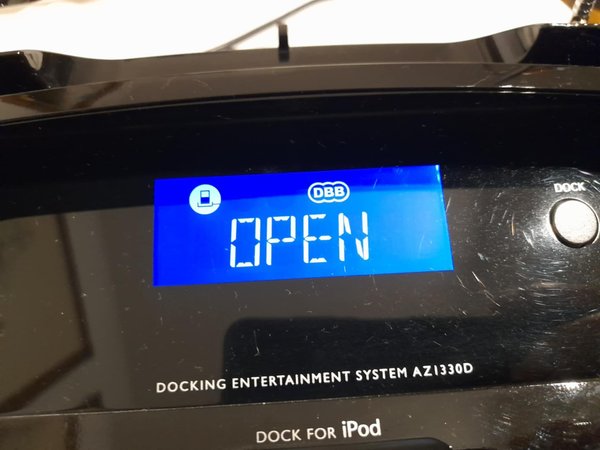 DBB
OPEN
DOCK
DOCKING ENTERTAINMENT SYSTEM AZ1330D
DOCK FOR iPod